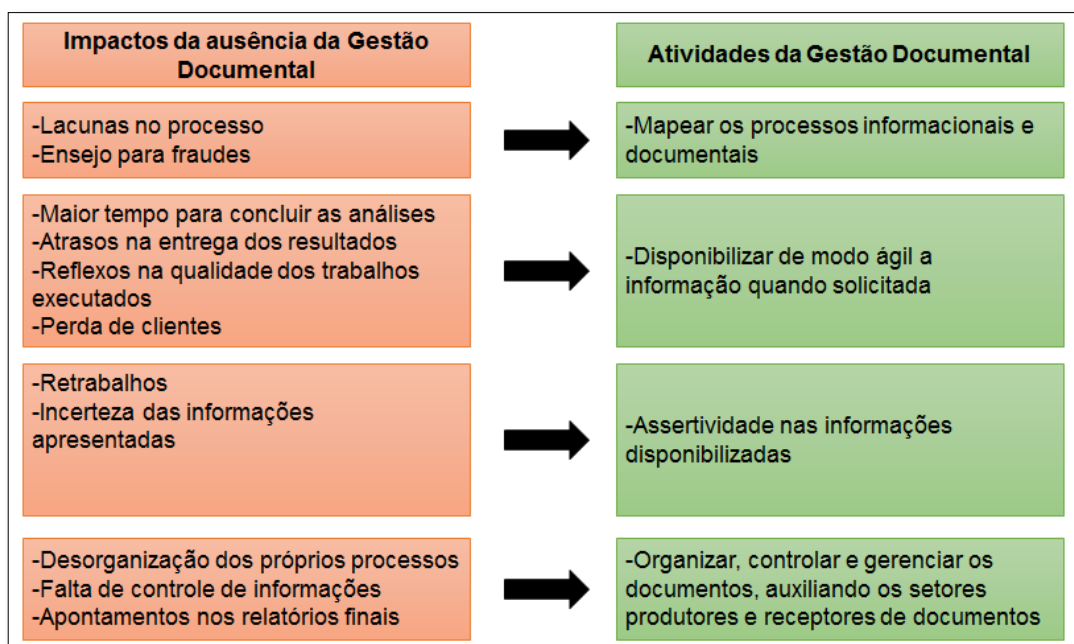 Impactos da ausência da Gestão
Documental
Atividades da Gestão Documental
-Lacunas no processo
-Ensejo para fraudes
-Mapear os processos informacionais e
documentais
-Maior tempo para concluir as análises
-Atrasos na entrega dos resultados
-Reflexos na qualidade dos trabalhos
executados
-Perda de clientes
-Disponibilizar de modo ágil a
informação quando solicitada
-Retrabalhos
-Incerteza das informações
apresentadas
-Assertividade nas informações
disponibilizadas
-Desorganização dos próprios processos
-Falta de controle de informações
-Apontamentos nos relatórios finais
-Organizar, controlar e gerenciar os
documentos, auxiliando os setores
produtores e receptores de documentos